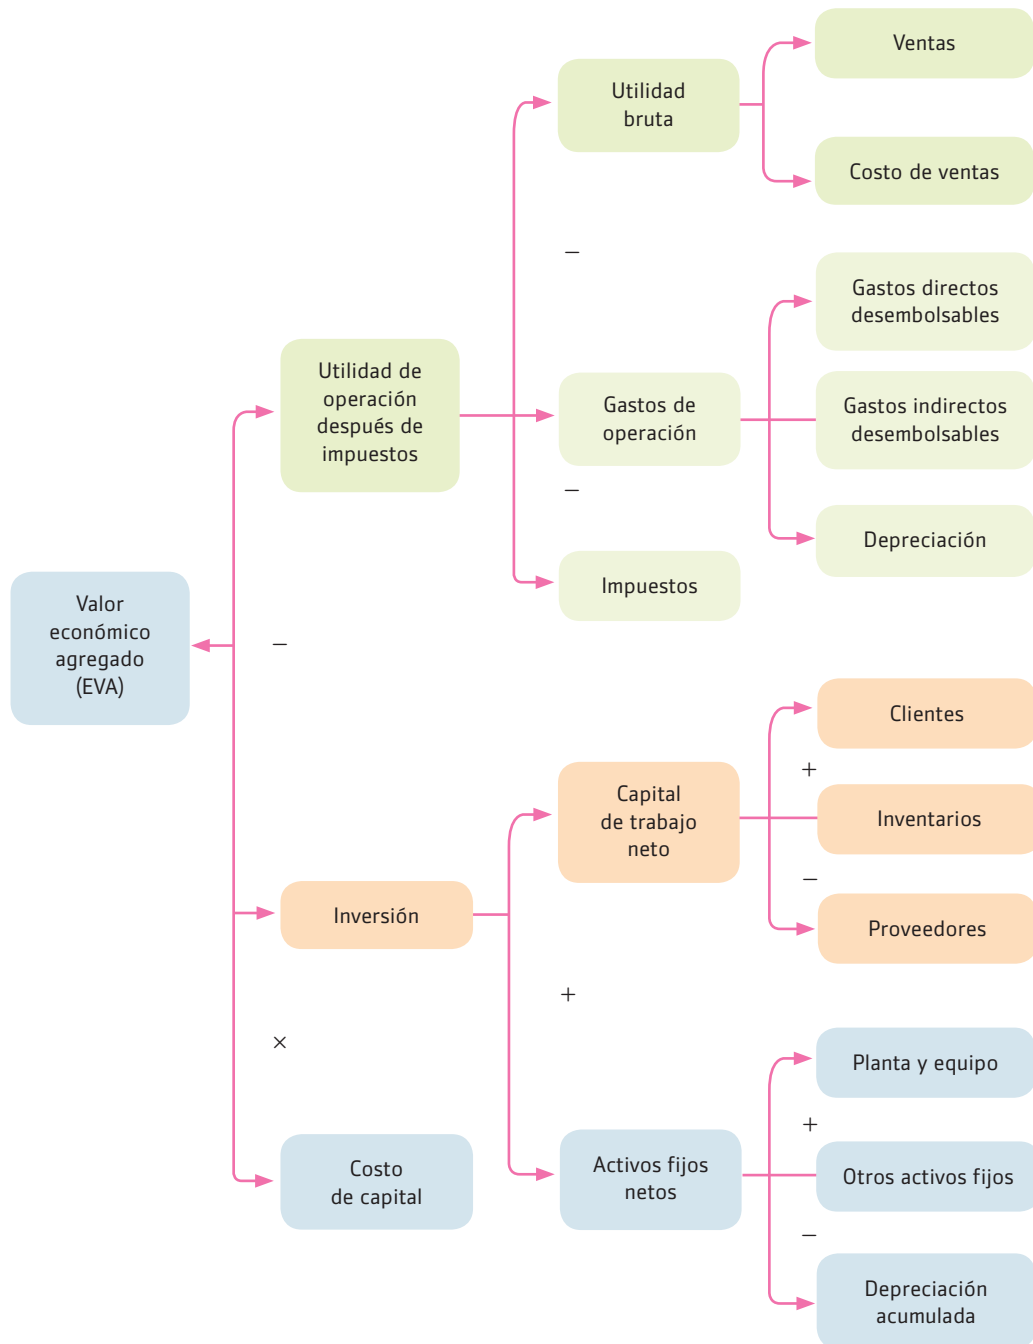 Ventas
Utilidad
bruta
Costo de ventas
−
Gastos directos
desembolsables
Utilidad de
operación
después de
impuestos
Gastos de
operación
Gastos indirectos
desembolsables
−
Depreciación
Impuestos
Valor
económico
agregado
(EVA)
−
Clientes
+
Capital
de trabajo
neto
Inventarios
−
Inversión
Proveedores
+
×
Planta y equipo
+
Costo
de capital
Activos fijos
netos
Otros activos fijos
−
Depreciación
acumulada